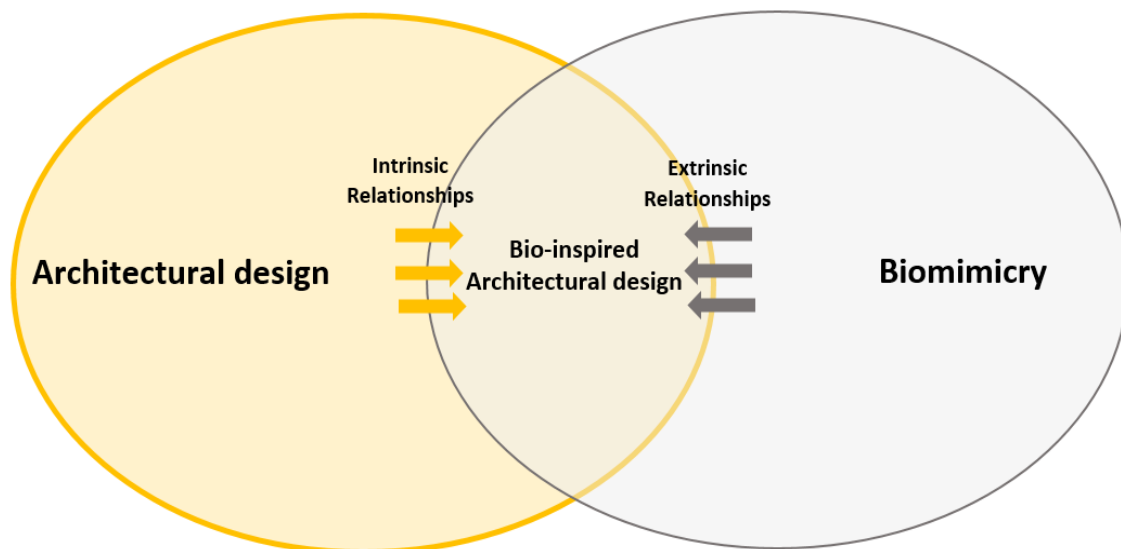 Intrinsic
Relationships
Extrinsic
Relationships
Architectural design
Bio-inspired
Architectural design
Biomimicry